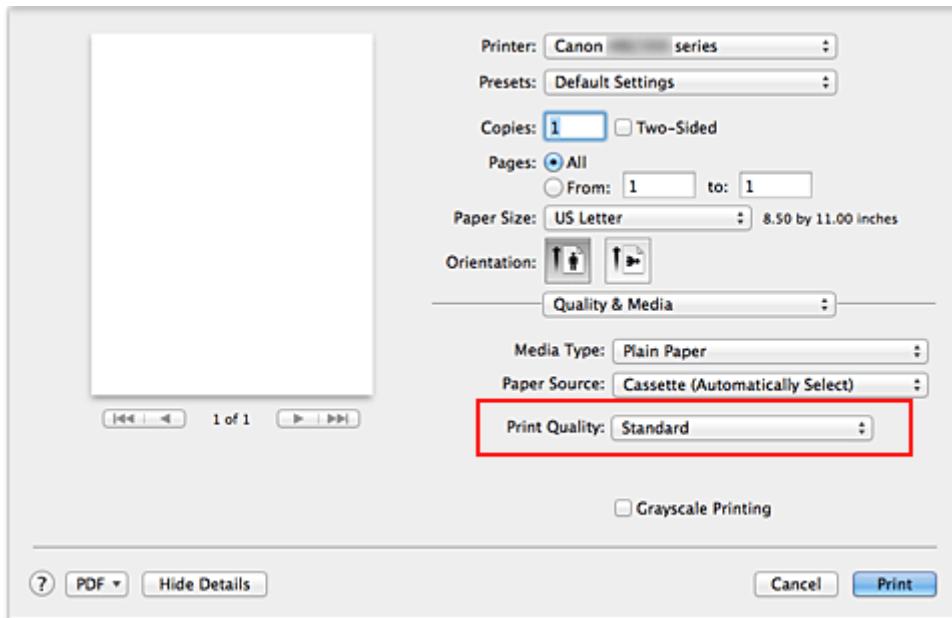 Printer: Canon series
Presets: Default Settings
Copies: 1 Two-Sided
Pages: All
From: 1 to: 1
Paper Size: US Letter 8.50 by 11.00 inches
Orientation:
Quality & Media
Media Type: Plain Paper
Paper Source: Cassette (Automatically Select)
1 of 1
Print Quality: Standard
Grayscale Printing
? PDF Hide Details Cancel Print